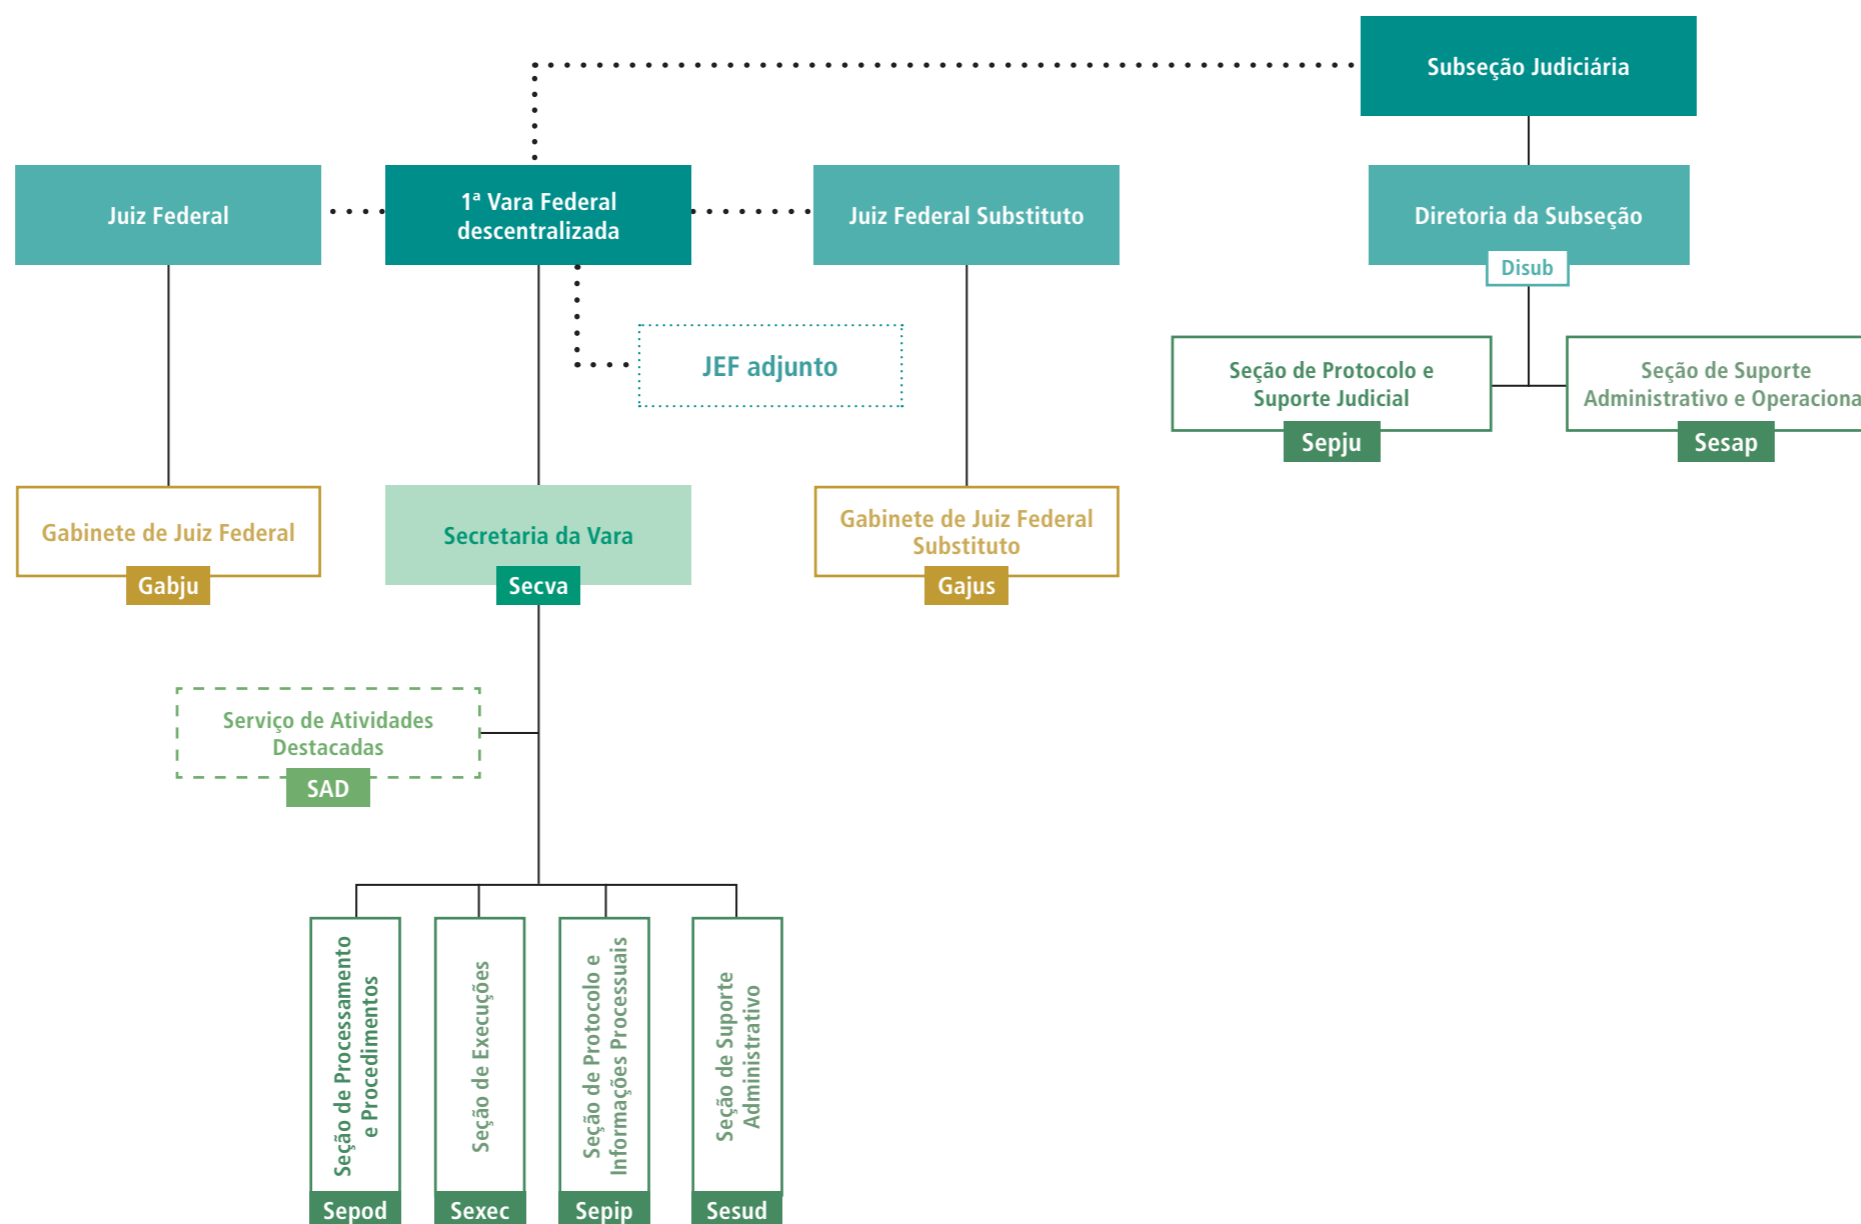 Subseção Judiciária
Juiz Federal
1ª Vara Federal
descentralizada
Juiz Federal Substituto
Diretoria da Subseção
Disub
JEF adjunto
Seção de Protocolo e
Suporte Judicial
Sepju
Seção de Suporte
Administrativo e Operaciona
Sesap
Gabinete de Juiz Federal
Gabju
Secretaria da Vara
Secva
Gabinete de Juiz Federal
Substituto
Gajus
Serviço de Atividades
Destacadas
SAD
Seção de Processamento
e Procedimentos
Sepod
Seção de Execuções
Sexec
Seção de Protocolo e
Informações Processuais
Sepip
Seção de Suporte
Administrativo
Sesud